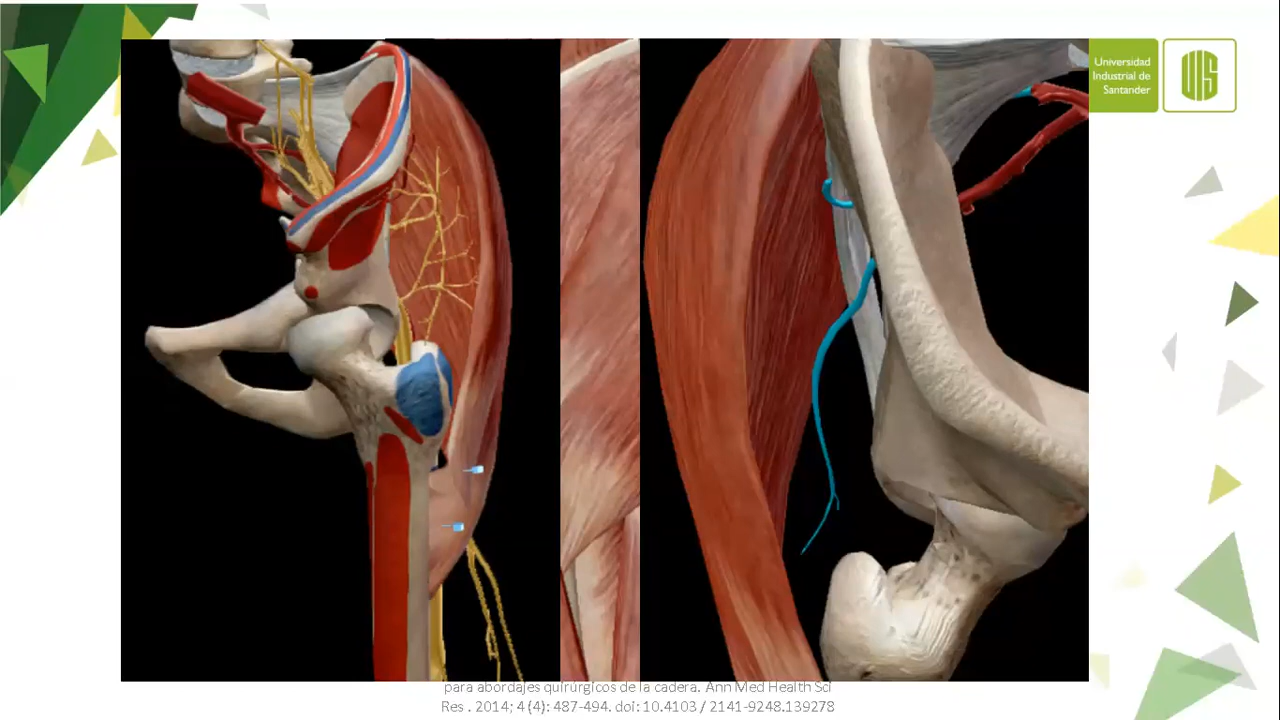 Universidad
Industrial de
Santander
UIS
para abordajes quirúrgicos de la cadera. Ann Med Health Sci
Res . 2014; 4 (4): 487-494. doi: 10.4103 / 2141-9248.139278